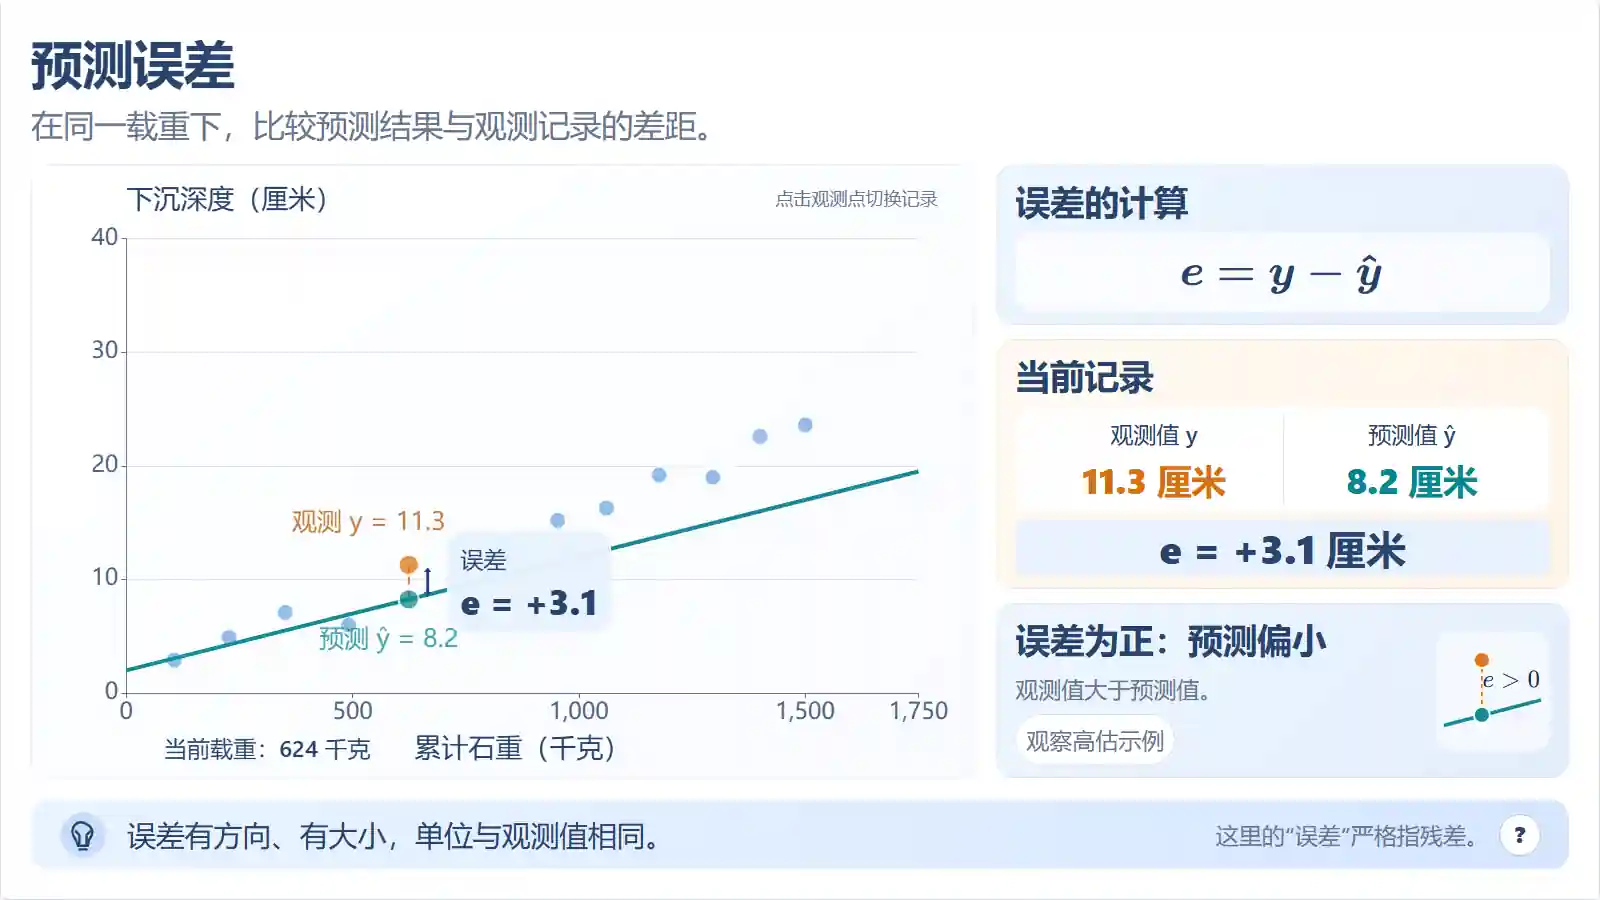 预测误差
在同一载重下，比较预测结果与观测记录的差距。
下沉深度（厘米）
点击观测点切换记录
40
30
20
10
0
观测 y = 11.3
误差
e = +3.1
预测 ŷ = 8.2
0
500
1,000
1,500
1,750
当前载重：624 千克
累计石重（千克）
误差的计算
e = y − ŷ
当前记录
观测值 y
预测值 ŷ
11.3 厘米
8.2 厘米
e = +3.1 厘米
误差为正：预测偏小
观测值大于预测值。
观察高估示例
e > 0
误差有方向、有大小，单位与观测值相同。
这里的“误差”严格指残差。
?